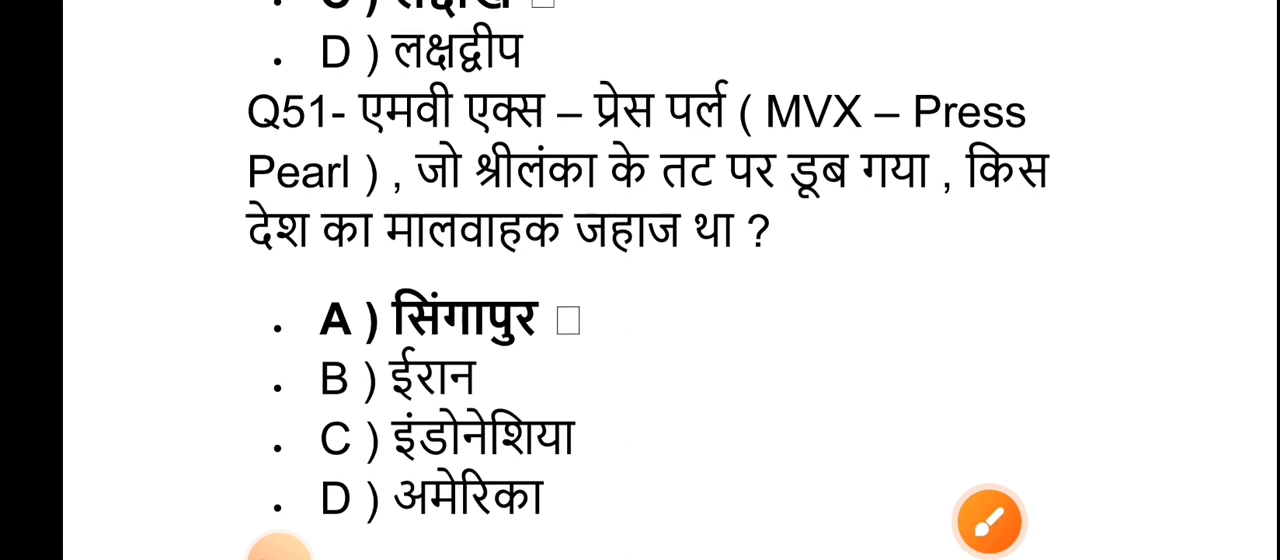 • D ) लक्षद्वीप
Q51- एमवी एक्स – प्रेस पर्ल ( MVX – Press
Pearl ) , जो श्रीलंका के तट पर डूब गया , किस
देश का मालवाहक जहाज था ?
• A ) सिंगापुर
• B ) ईरान
• C ) इंडोनेशिया
• D ) अमेरिका